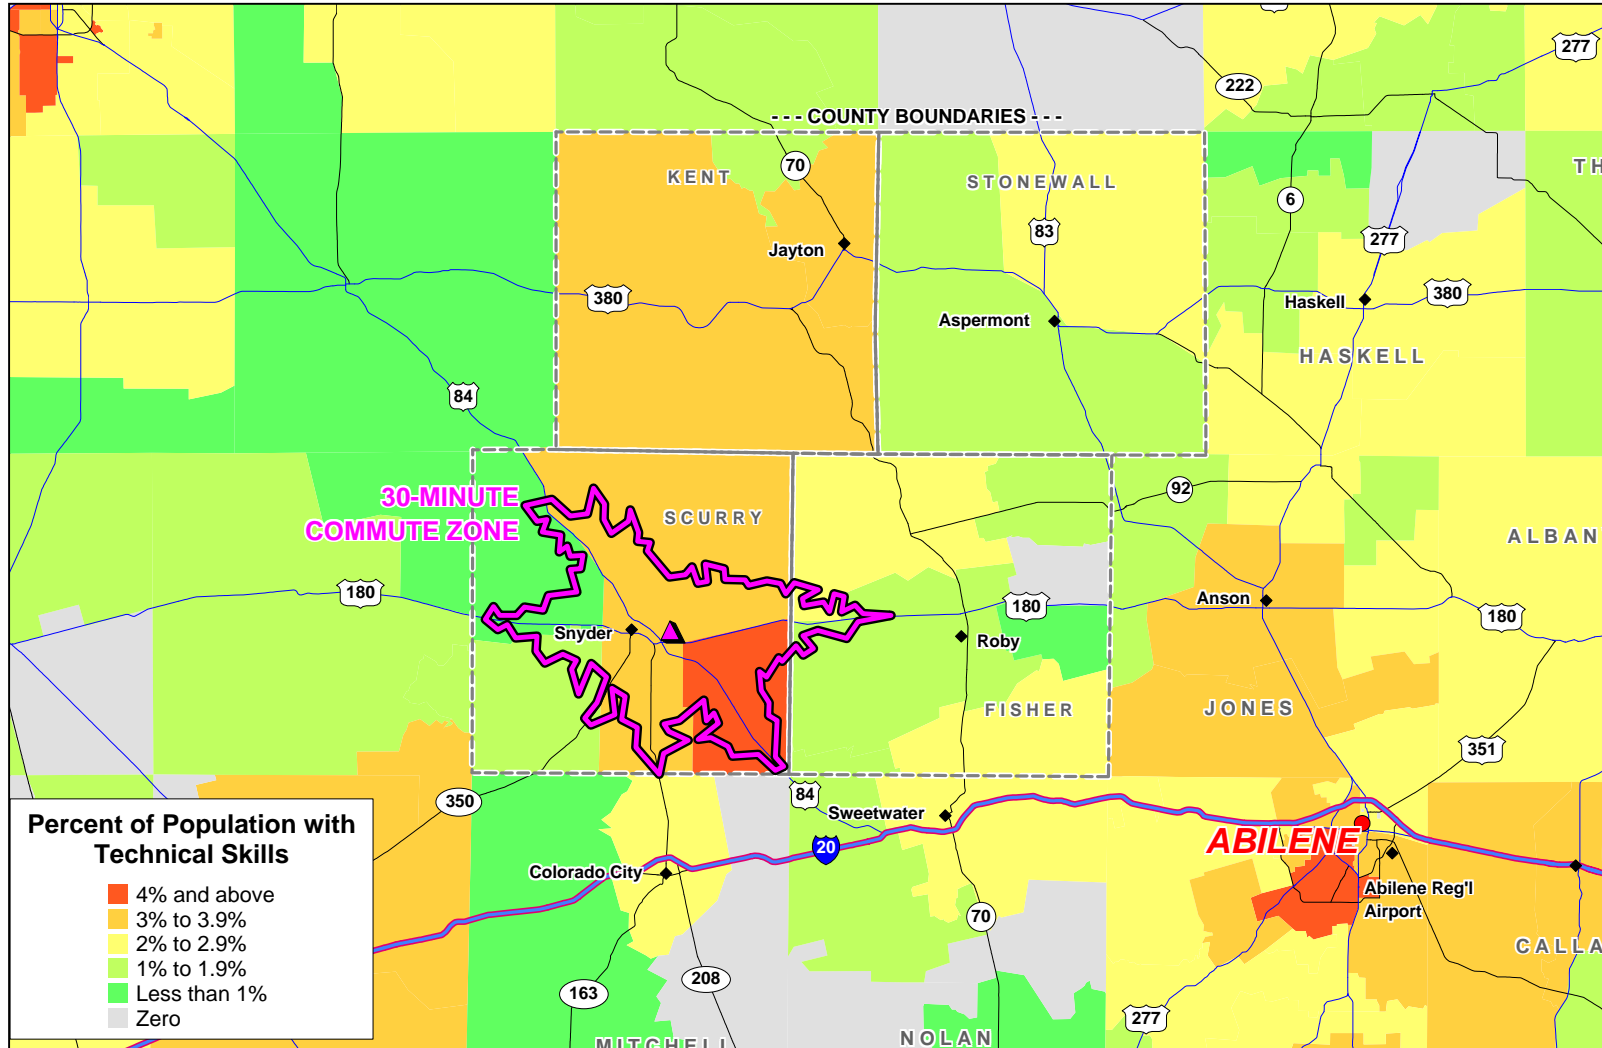 277
222
- - - COUNTY BOUNDARIES - - -
70
KENT
STONEWALL
TH
6
83
277
Jayton
380
Haskell
380
Aspermont
HASKELL
84
30-MINUTE
COMMUTE ZONE
SCURRY
92
ALBAN
180
180
Anson
180
Snyder
Roby
FISHER
JONES
351
350
84
Sweetwater
Percent of Population with
Technical Skills
4% and above
3% to 3.9%
2% to 2.9%
1% to 1.9%
Less than 1%
Zero
20
ABILENE
Colorado City
Abilene Reg'l
Airport
70
CALLA
208
163
277
MITCHELL
NOLAN